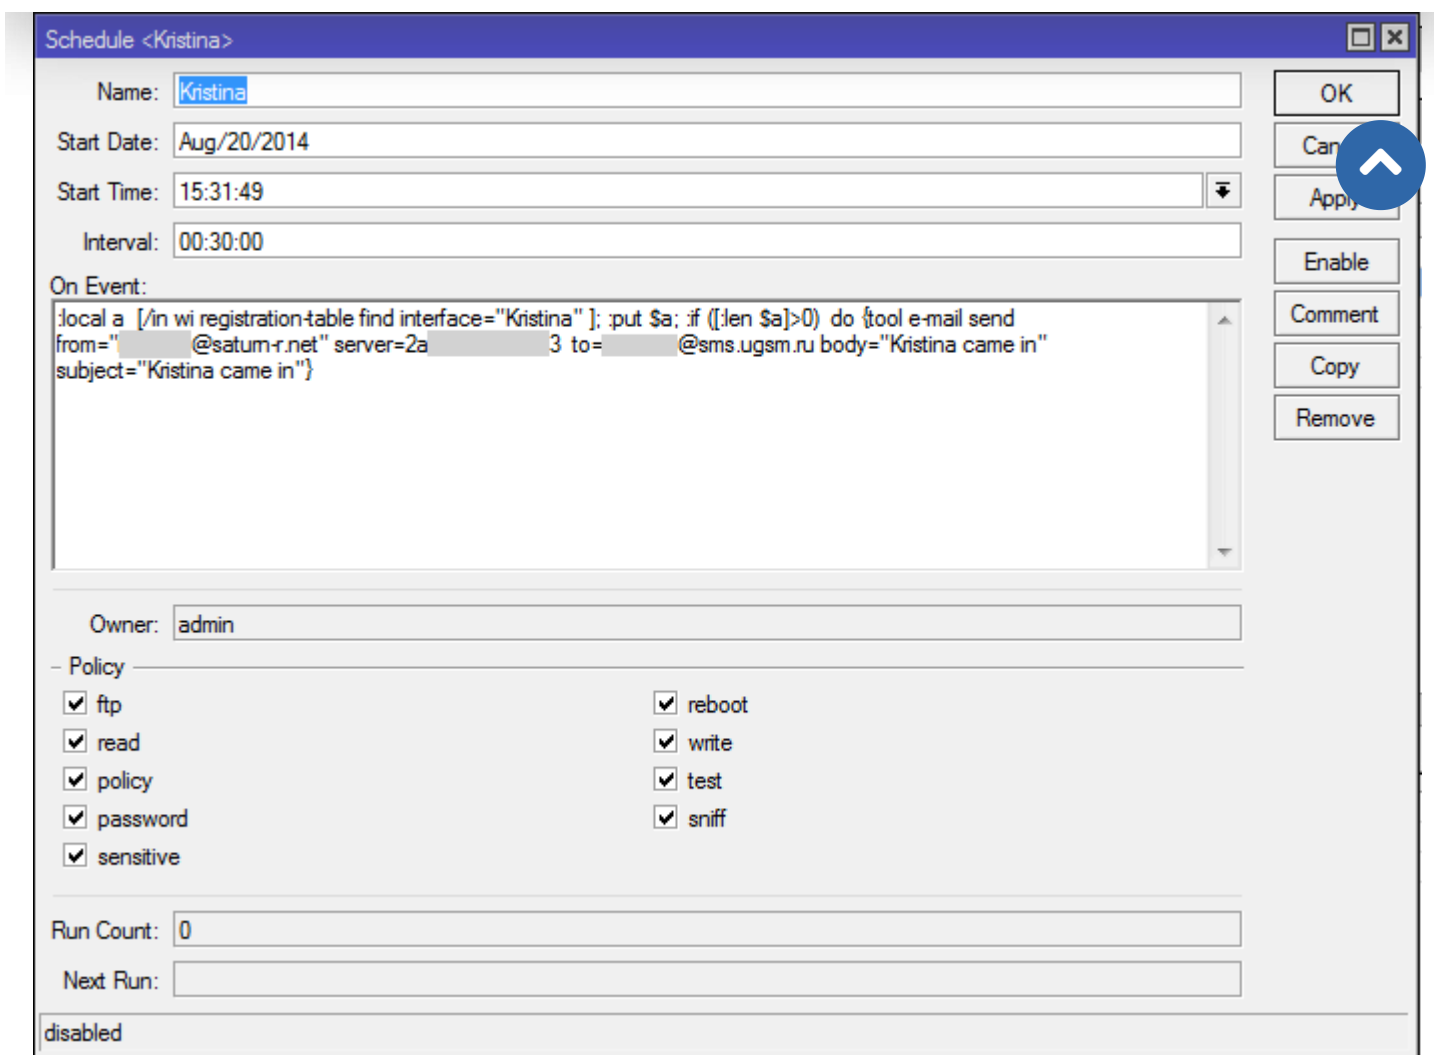 Schedule <Kristina>
Name: Kristina
OK
Start Date: Aug/20/2014
Start Time: 15:31:49
Apply
Interval: 00:30:00
Enable
On Event:
:local a [/in wi registration-table find interface="Kristina" ]; :put $a; :if ([:len $a]>0) do {tool e-mail send
Comment
from=" @saturn-r.net" server=2a 3 to= @sms.ugsm.ru body="Kristina came in"
Copy
subject="Kristina came in"}
Remove
Owner: admin
Policy
ftp reboot
read write
policy test
password sniff
sensitive
Run Count: 0
Next Run:
disabled